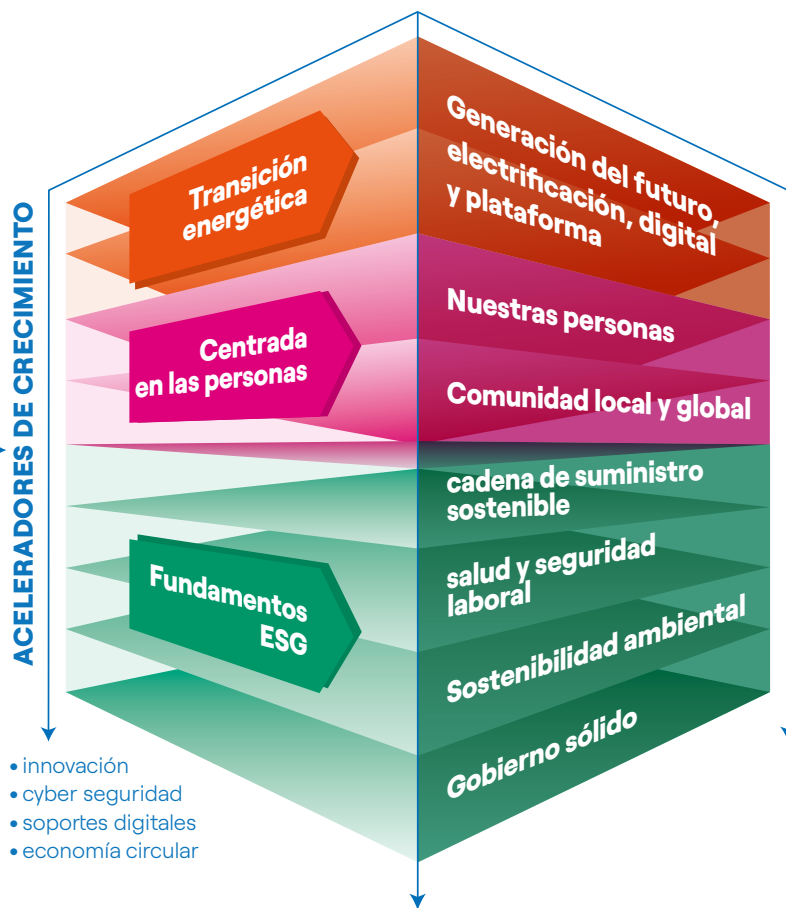 ACELERADORES DE CRECIMIENTO
Transición
energética
Generación del futuro,
electrificación, digital
y plataforma
Centrada
en las personas
Nuestras personas
Comunidad local y global
Fundamentos
ESG
cadena de suministro
sostenible
salud y seguridad
laboral
Sostenibilidad ambiental
Gobierno sólido
• innovación
• cyber seguridad
• soportes digitales
• economía circular